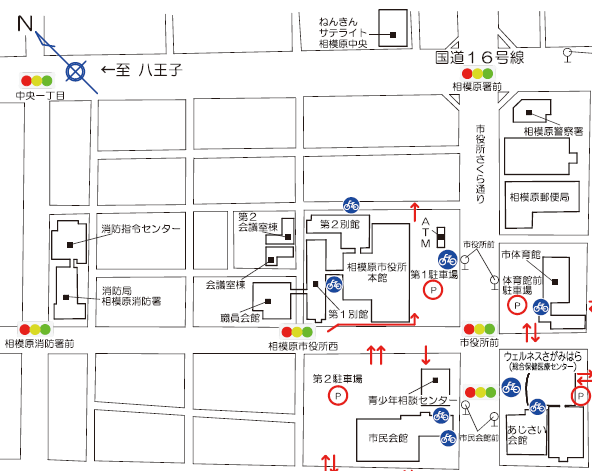 N
←至 八王子
ねんきん
サテライト
相模原中央
国道１６号線
中央一丁目
相模原署前
市役所さくら通り
相模原警察署
相模原郵便局
消防指令センター
第２
会議室棟
会議室棟
第２別館
ATM
市役所前
相模原市役所
本館
第１駐車場
P
市体育館
体育館前
駐車場
P
消防局
相模原消防署
職員会館
第１別館
相模原消防署前
相模原市役所西
市役所前
第２駐車場
P
青少年相談センター
ウェルネスさがみはら
(総合保健医療センター)
P
市民会館
市民会館前
あじさい
会館